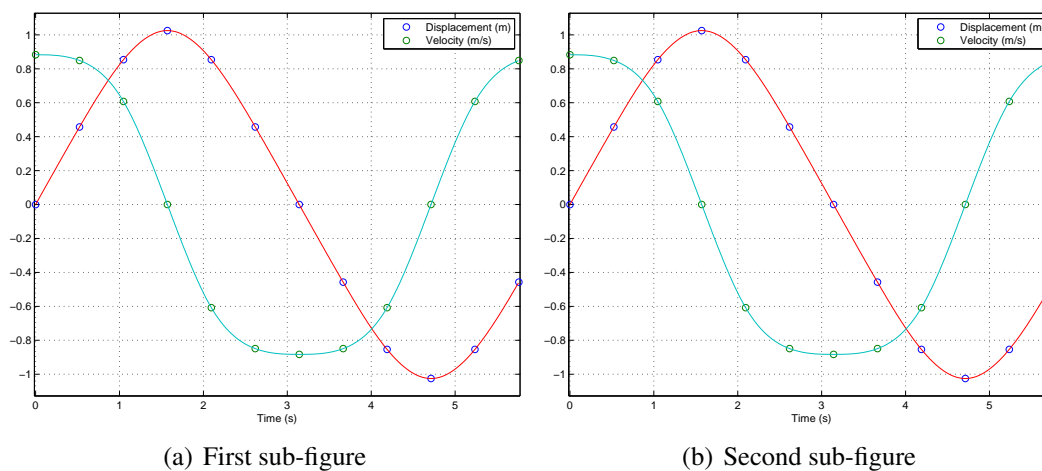 Displacement (m)
Velocity (m/s)
1
0.8
0.6
0.4
0.2
0
−0.2
−0.4
−0.6
−0.8
−1
0 1 2 3 4 5
Time (s)
(a) First sub-figure
Displacement (m
Velocity (m/s)
1
0.8
0.6
0.4
0.2
0
−0.2
−0.4
−0.6
−0.8
−1
0 1 2 3 4 5
Time (s)
(b) Second sub-figure